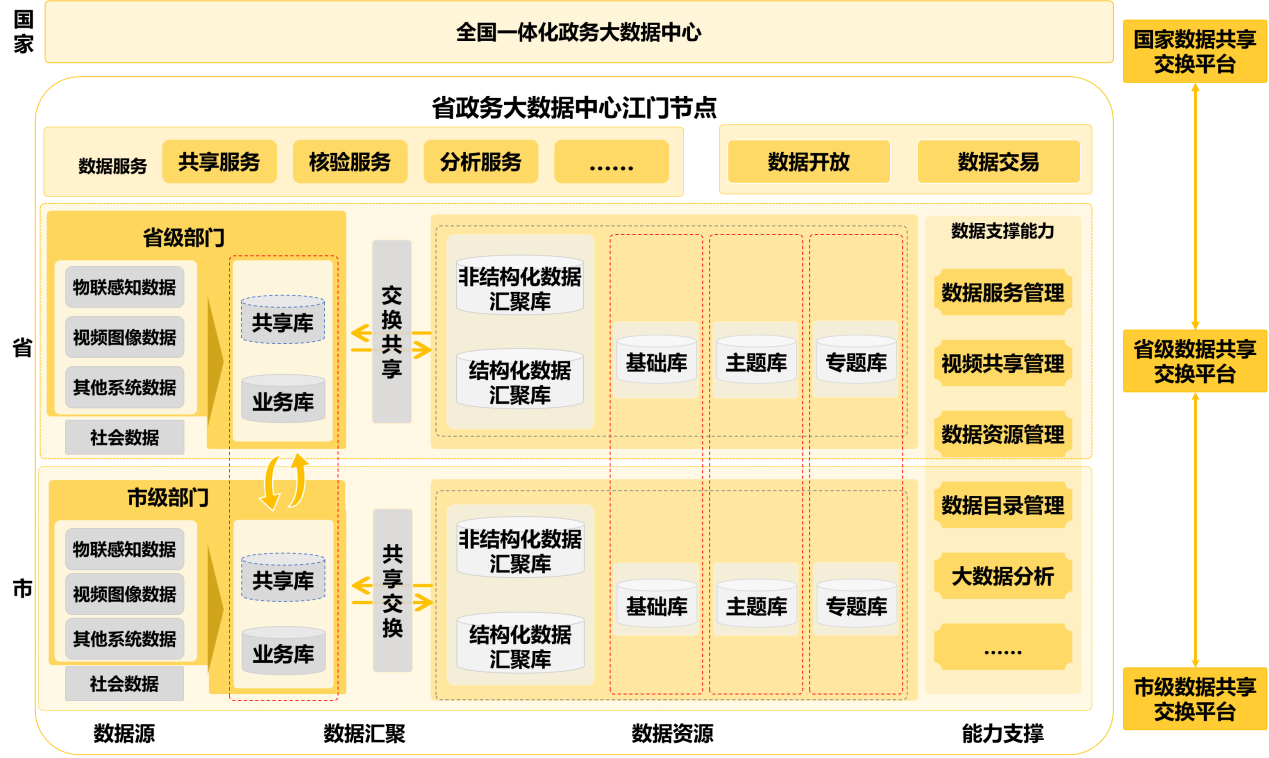 国
家
全国一体化政务大数据中心
国家数据共享
交换平台
省政务大数据中心江门节点
数据服务
共享服务
核验服务
分析服务
……
数据开放
数据交易
省
省级部门
物联感知数据
视频图像数据
其他系统数据
社会数据
共享库
业务库
交
换
共
享
非结构化数据
汇聚库
结构化数据
汇聚库
基础库
主题库
专题库
数据支撑能力
数据服务管理
视频共享管理
数据资源管理
省级数据共享
交换平台
市
市级部门
物联感知数据
视频图像数据
其他系统数据
社会数据
共享库
业务库
共
享
交
换
非结构化数据
汇聚库
结构化数据
汇聚库
基础库
主题库
专题库
数据目录管理
大数据分析
……
市级数据共享
交换平台
数据源
数据汇聚
数据资源
能力支撑